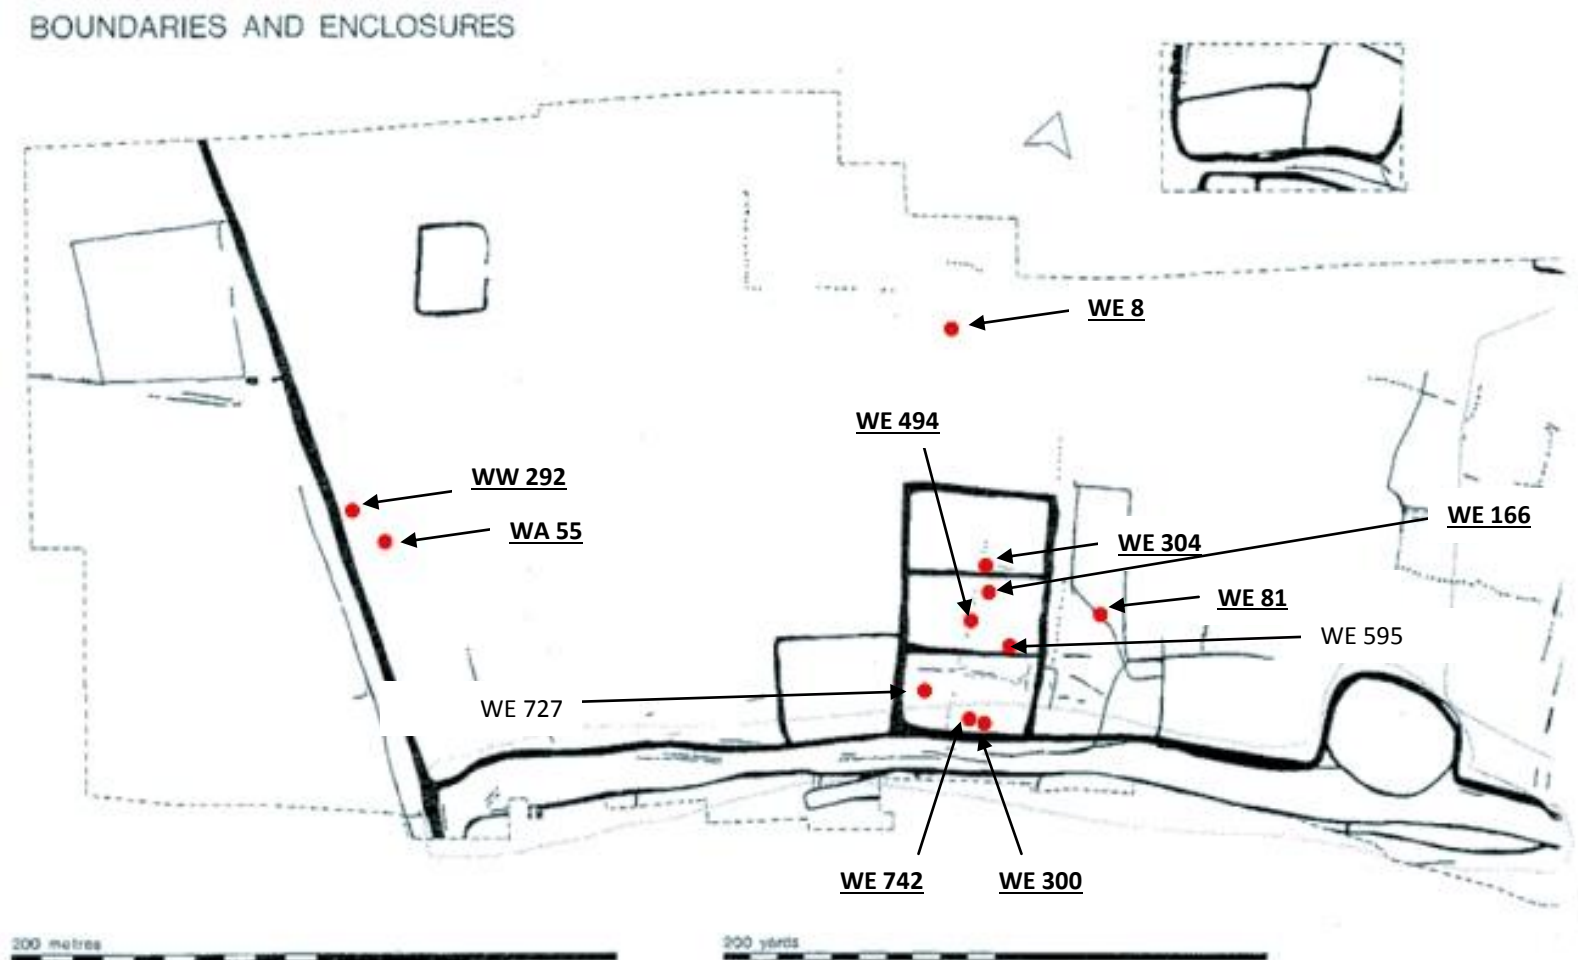 BOUNDARIES AND ENCLOSURES
WE 8
WE 494
WW 292
WE 166
WA 55
WE 304
WE 81
WE 595
WE 727
WE 742
WE 300
200 metres
200 yards